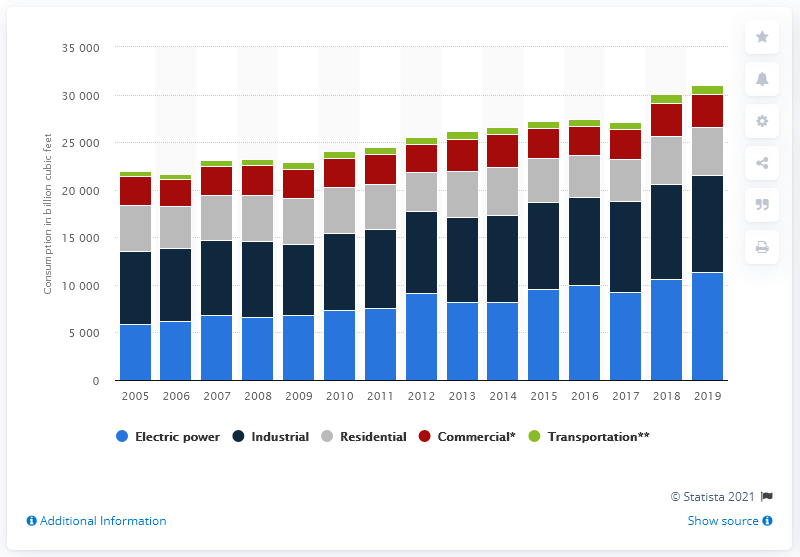 Consumption in billion cubic feet
35 000
30 000
25 000
20 000
15 000
10 000
5 000
0
2005 2006 2007 2008 2009 2010 2011 2012 2013 2014 2015 2016 2017 2018 2019
Electric power Industrial Residential Commercial* Transportation**
© Statista 2021
Additional Information Show source